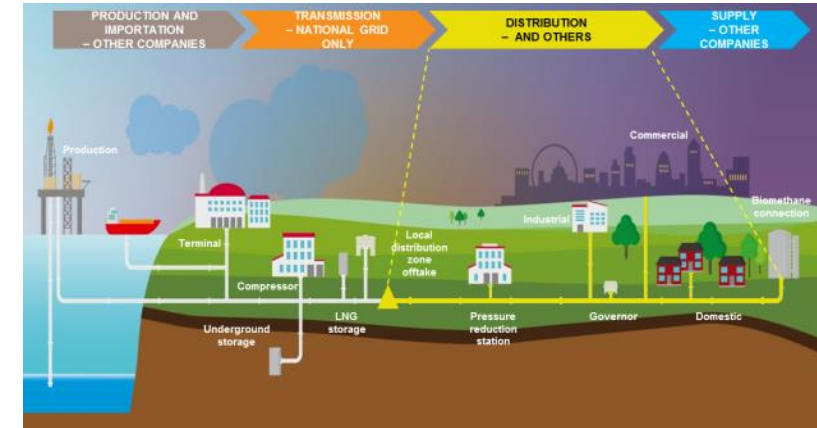 PRODUCTION AND
IMPORTATION
– OTHER COMPANIES
TRANSMISSION
– NATIONAL GRID
ONLY
DISTRIBUTION
– AND OTHERS
SUPPLY
– OTHER
COMPANIES
Commercial
Production
Biomethane
connection
Industrial
Terminal
Local
distribution
zone
offtake
Compressor
Underground
storage
LNG
storage
Pressure
reduction
station
Governor
Domestic